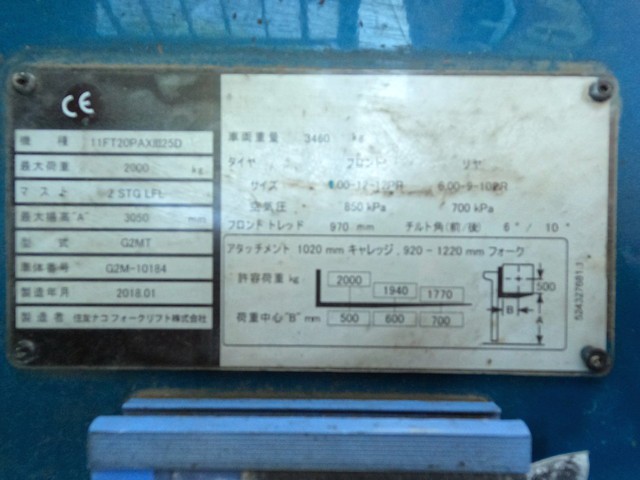 CE
機種 11FT20PAXⅢ25D
最大荷重 2000 kg
マスト 2 STG LFL
最大揚高"A" 3050 mm
型式 G2MT
車体番号 G2M-10184
製造年月 2018.01
製造者 住友ナコフォークリフト株式会社
車両重量 3460 kg
タイヤ フロント リヤ
サイズ 6.00-9-10PR
空気圧 850 kPa 700 kPa
フロントトレッド 970 mm チルト角(前/後) 6°/ 10°
アタッチメント 1020 mm キャレッジ, 920-1220 mm フォーク
許容荷重 kg 2000 1940 1770
荷重中心"B" mm 500 600 700
500
B
A